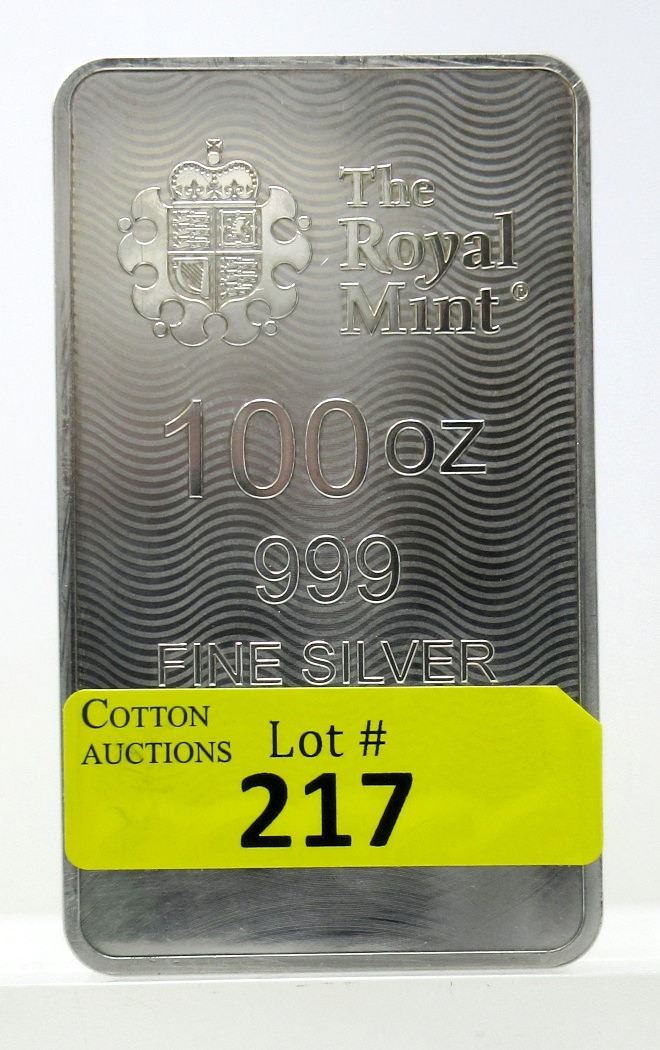 The
Royal
Mint®
100 OZ
999
FINE SILVER
COTTON
AUCTIONS
Lot #
217